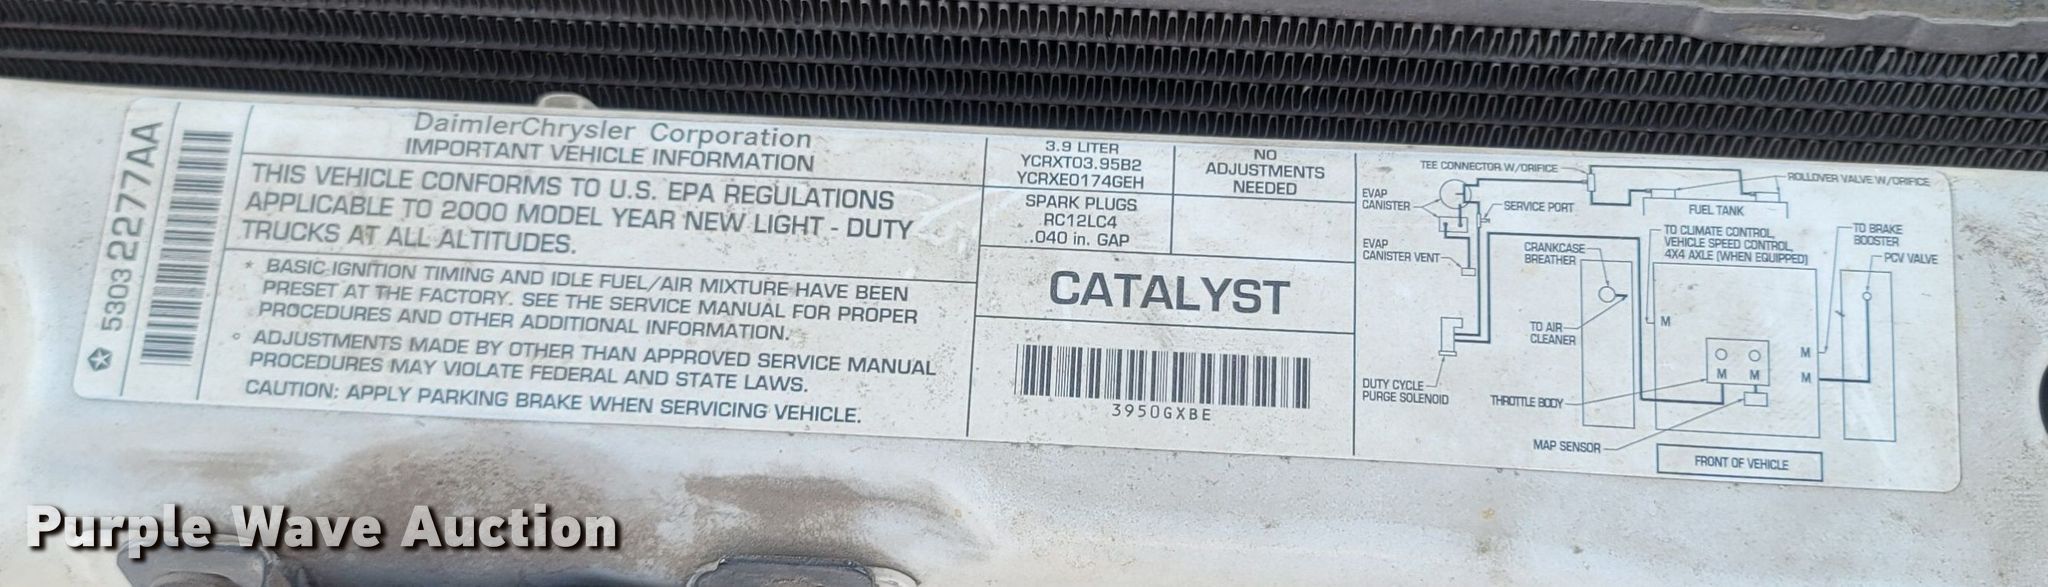 53032277AA
DaimlerChrysler Corporation
IMPORTANT VEHICLE INFORMATION
THIS VEHICLE CONFORMS TO U.S. EPA REGULATIONS
APPLICABLE TO 2000 MODEL YEAR NEW LIGHT - DUTY
TRUCKS AT ALL ALTITUDES.
* BASIC IGNITION TIMING AND IDLE FUEL/AIR MIXTURE HAVE BEEN
PRESET AT THE FACTORY. SEE THE SERVICE MANUAL FOR PROPER
PROCEDURES AND OTHER ADDITIONAL INFORMATION.
° ADJUSTMENTS MADE BY OTHER THAN APPROVED SERVICE MANUAL
PROCEDURES MAY VIOLATE FEDERAL AND STATE LAWS.
CAUTION: APPLY PARKING BRAKE WHEN SERVICING VEHICLE.
3.9 LITER
YCRXT03.95B2
YCRXE0174GEH
SPARK PLUGS
RC12LC4
.040 in. GAP
NO
ADJUSTMENTS
NEEDED
CATALYST
3950GXBE
TEE CONNECTOR W/ORIFICE
ROLLOVER VALVE W/ORIFICE
EVAP
CANISTER
SERVICE PORT
FUEL TANK
EVAP
CANISTER VENT
CRANKCASE
BREATHER
TO CLIMATE CONTROL,
VEHICLE SPEED CONTROL,
4X4 AXLE (WHEN EQUIPPED)
TO BRAKE
BOOSTER
PCV VALVE
TO AIR
CLEANER
M
M
M
M
M
DUTY CYCLE
PURGE SOLENOID
THROTTLE BODY
MAP SENSOR
FRONT OF VEHICLE
Purple Wave Auction